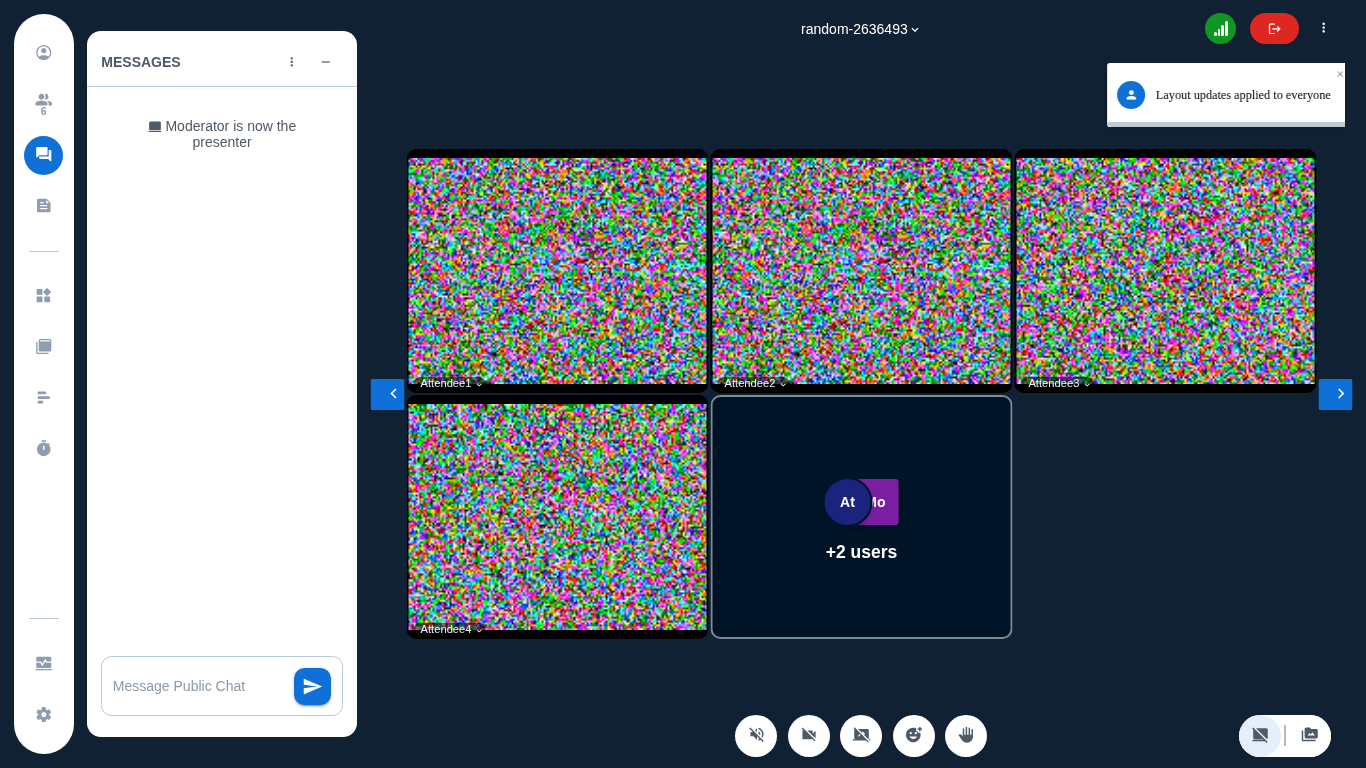 random-2636493
MESSAGES
6
Moderator is now the
presenter
Layout updates applied to everyone
Attendee1
Attendee2
Attendee3
Attendee4
At
Mo
+2 users
Message Public Chat